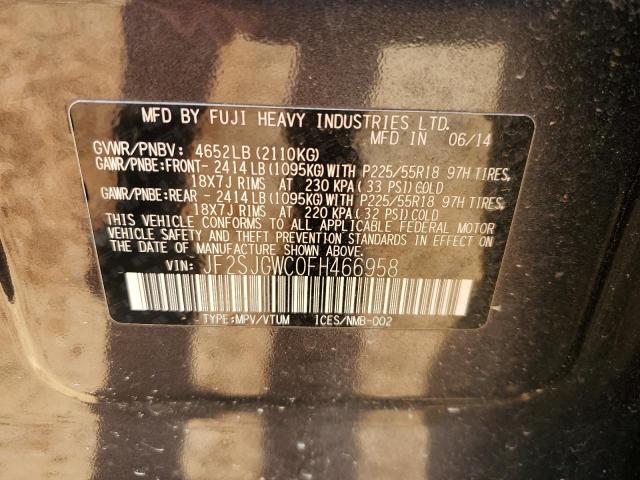 MFD BY FUJI HEAVY INDUSTRIES LTD.
MFD IN 06/14
GVWR/PNBV: 4652LB (2110KG)
GAWR/PNBE:FRONT- 2414LB (1095KG) WITH P225/55R18 97H TIRES,
18X7J RIMS AT 230 KPA (33 PSI) COLD
GAWR/PNBE:REAR - 2414LB (1095KG) WITH P225/55R18 97H TIRES,
18X7J RIMS AT 220 KPA (32 PSI) COLD
THIS VEHICLE CONFORMS TO ALL APPLICABLE FEDERAL MOTOR
VEHICLE SAFETY AND THEFT PREVENTION STANDARDS IN EFFECT ON
THE DATE OF MANUFACTURE SHOWN ABOVE.
VIN: JF2SJGWC0FH466958
TYPE:MPV/VTUM ICES/NMB-002